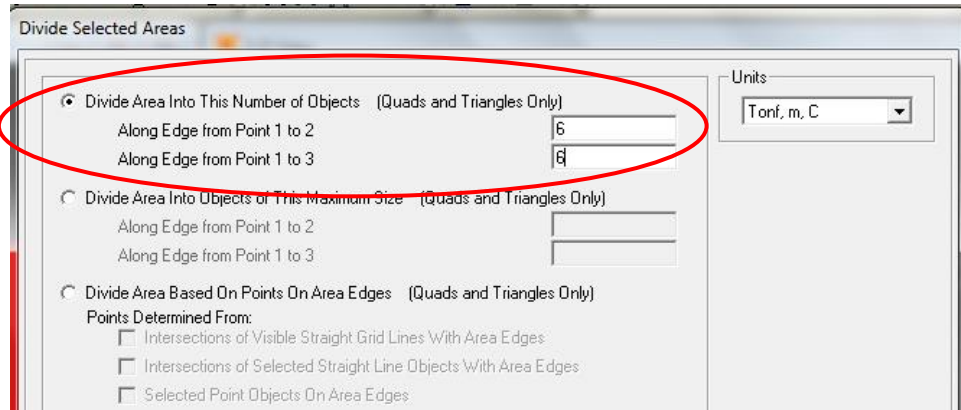 Divide Selected Areas
Units
Divide Area Into This Number of Objects (Quads and Triangles Only)
Tonf, m, C
Along Edge from Point 1 to 2
6
Along Edge from Point 1 to 3
6
Divide Area Into Objects of This Maximum Size (Quads and Triangles Only)
Along Edge from Point 1 to 2
Along Edge from Point 1 to 3
Divide Area Based On Points On Area Edges (Quads and Triangles Only)
Points Determined From:
Intersections of Visible Straight Grid Lines With Area Edges
Intersections of Selected Straight Line Objects With Area Edges
Selected Point Objects On Area Edges